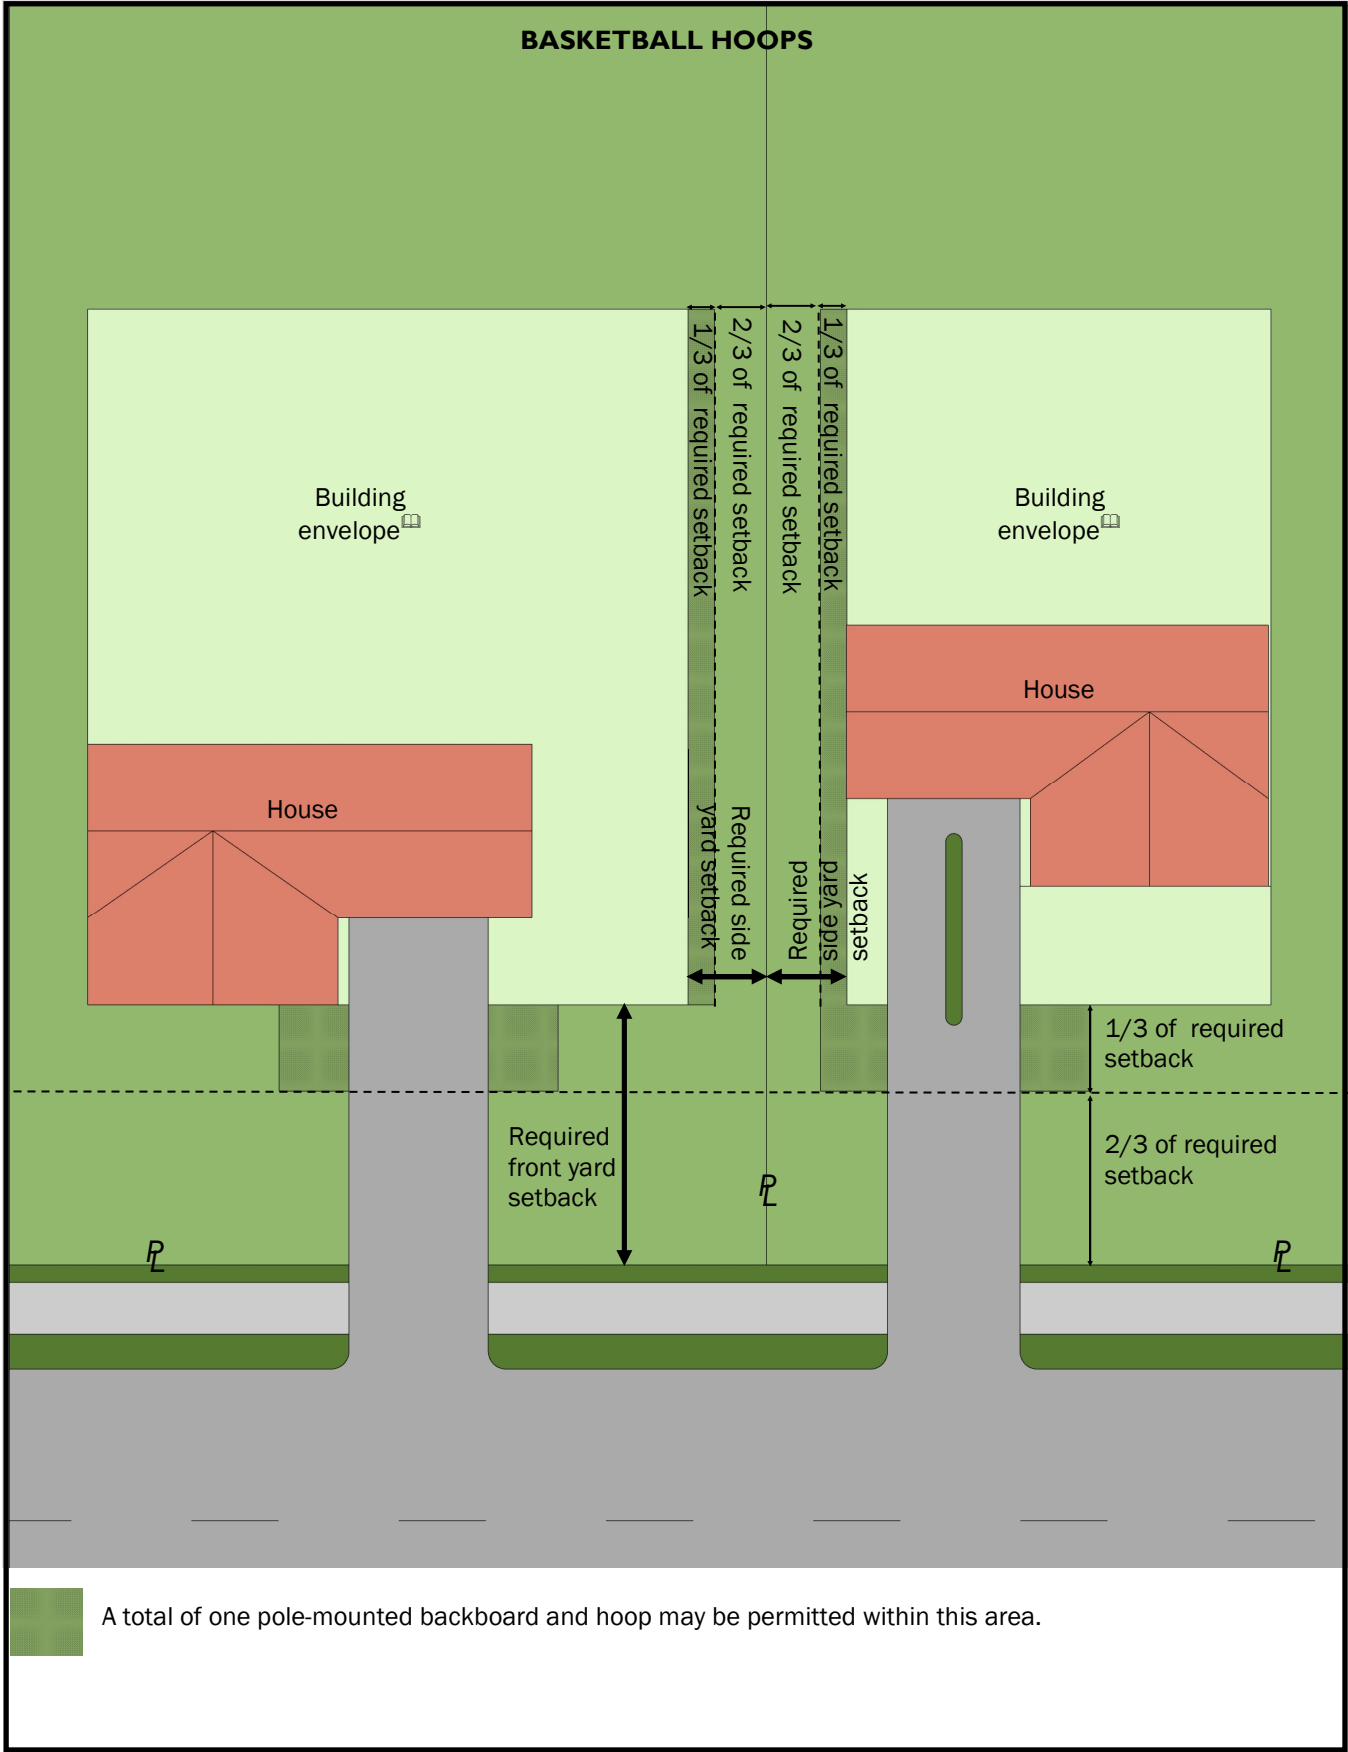 BASKETBALL HOOPS
1/3 of required setback
2/3 of required setback
2/3 of required setback
1/3 of required setback
Building
envelope
Building
envelope
House
House
Required side
yard setback
Required
side yard
setback
1/3 of required
setback
Required
front yard
setback
2/3 of required
setback
PL
PL
PL
A total of one pole-mounted backboard and hoop may be permitted within this area.